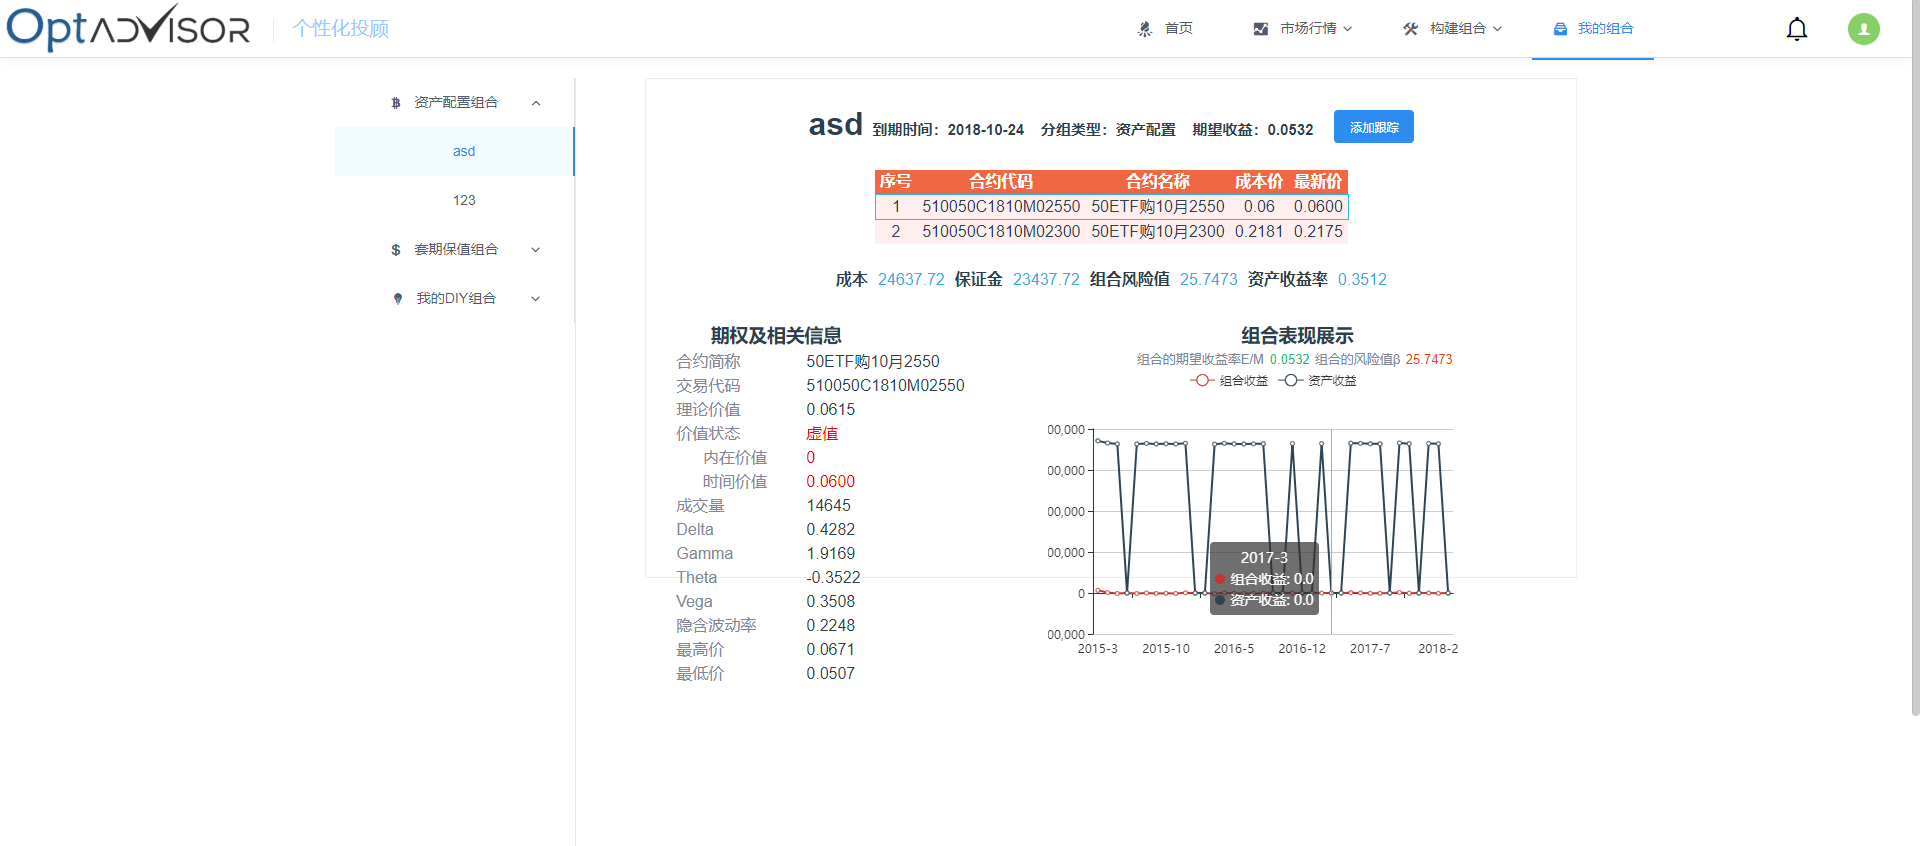 OptADVISOR 个性化投顾 首页 市场行情 构建组合 我的组合
资产配置组合
asd
123
套期保值组合
我的DIY组合
asd 到期时间：2018-10-24 分组类型：资产配置 期望收益：0.0532 添加跟踪
序号 合约代码 合约名称 成本价 最新价
1 510050C1810M02550 50ETF购10月2550 0.06 0.0600
2 510050C1810M02300 50ETF购10月2300 0.2181 0.2175
成本 24637.72 保证金 23437.72 组合风险值 25.7473 资产收益率 0.3512
期权及相关信息
合约简称 50ETF购10月2550
交易代码 510050C1810M02550
理论价值 0.0615
价值状态 虚值
内在价值 0
时间价值 0.0600
成交量 14645
Delta 0.4282
Gamma 1.9169
Theta -0.3522
Vega 0.3508
隐含波动率 0.2248
最高价 0.0671
最低价 0.0507
组合表现展示
组合的期望收益率E/M 0.0532 组合的风险值β 25.7473
组合收益 资产收益
00,000
00,000
00,000
00,000
0
00,000
2015-3 2015-10 2016-5 2016-12 2017-7 2018-2
2017-3
组合收益: 0.0
资产收益: 0.0